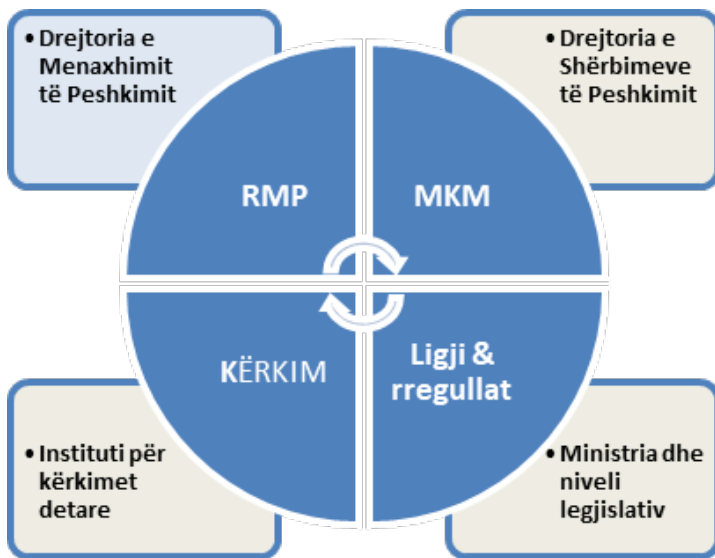 • Drejtoria e
Menaxhimit
të Peshkimit
• Drejtoria e
Shërbimeve
të Peshkimit
RMP
MKM
KËRKIM
Ligji &
rregullat
• Instituti për
kërkimet
detare
• Ministria dhe
niveli
legjislativ